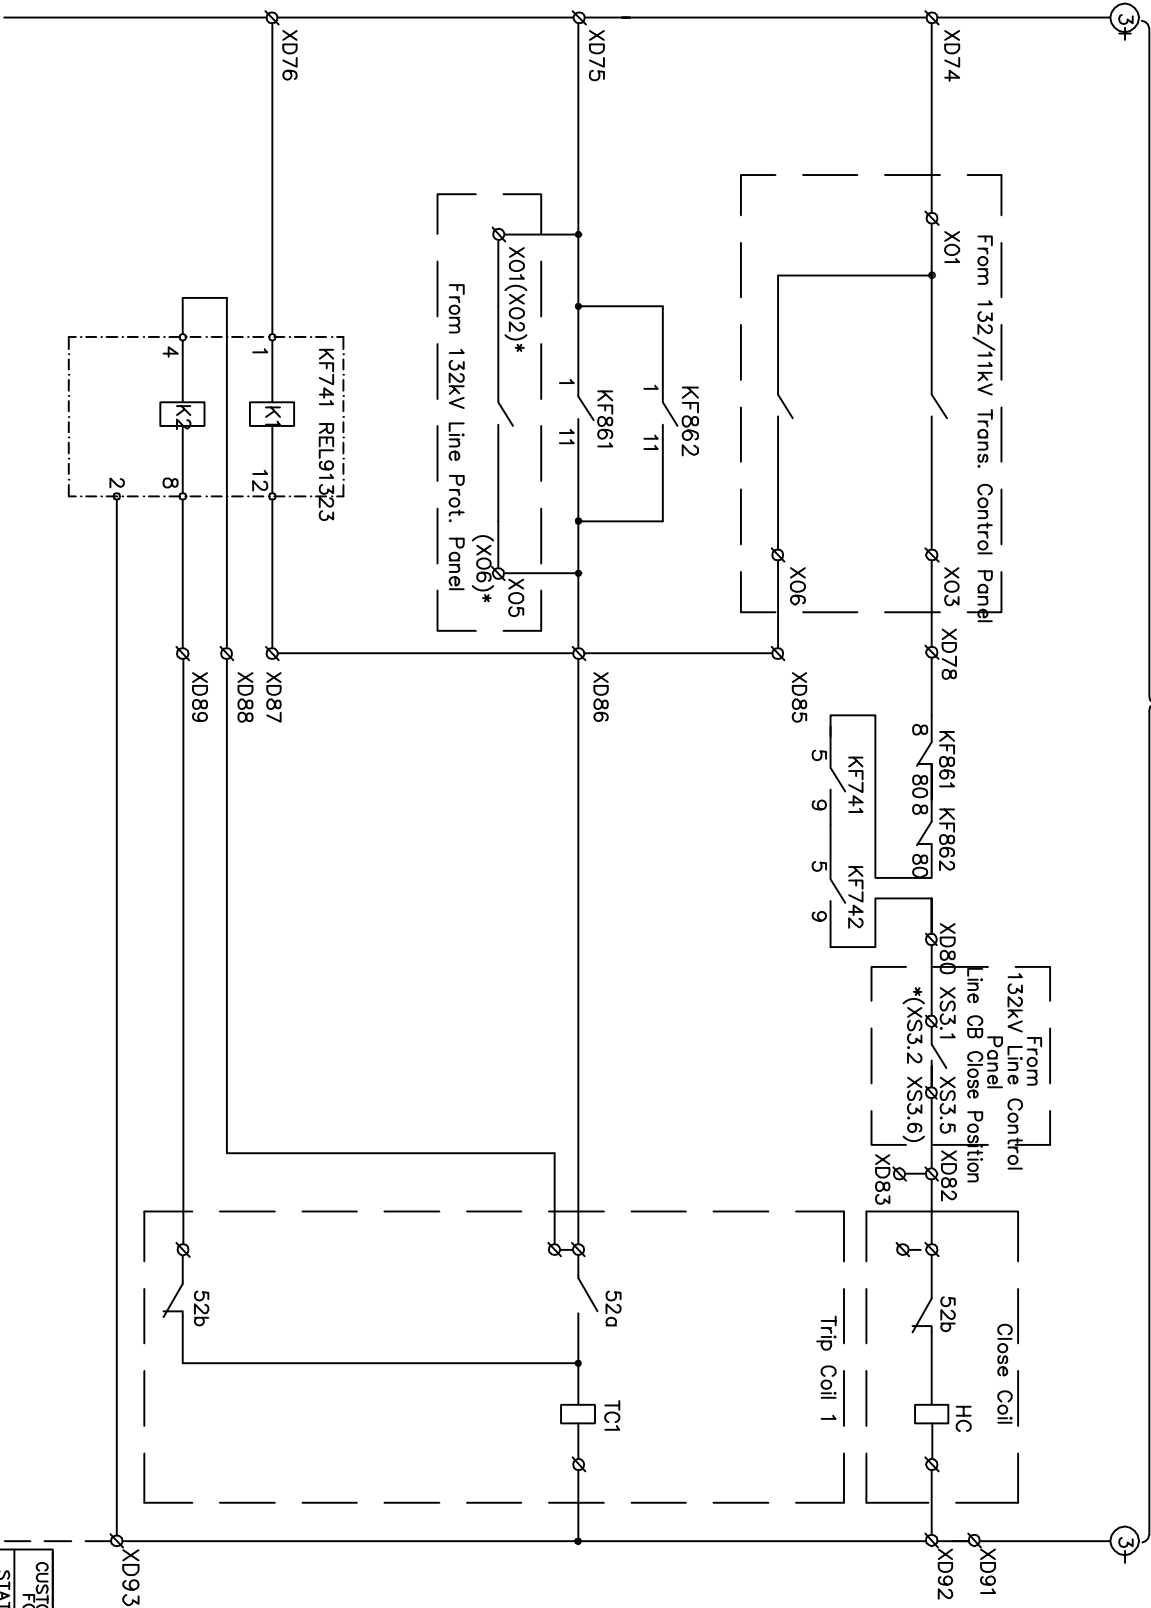 3+
XD74
XD75
XD76
From 132/11kV Trans. Control Panel
X01
X03
X06
KF862
1 11
KF861
1 11
X01(X02)*
X05
(X06)*
From 132kV Line Prot. Panel
KF741 REL91323
1
K1
12
4
K2
8
2
XD78
XD85
XD86
XD87
XD88
XD89
KF861
8 80
KF862
8 80
KF741
5 9
KF742
5 9
XD80
From
132kV Line Control
Panel
Line CB Close Position
XS3.1 XS3.5
*(XS3.2 XS3.6)
XD82
XD83
Close Coil
52b
HC
Trip Coil 1
52a
TC1
52b
3-
XD91
XD92
XD93